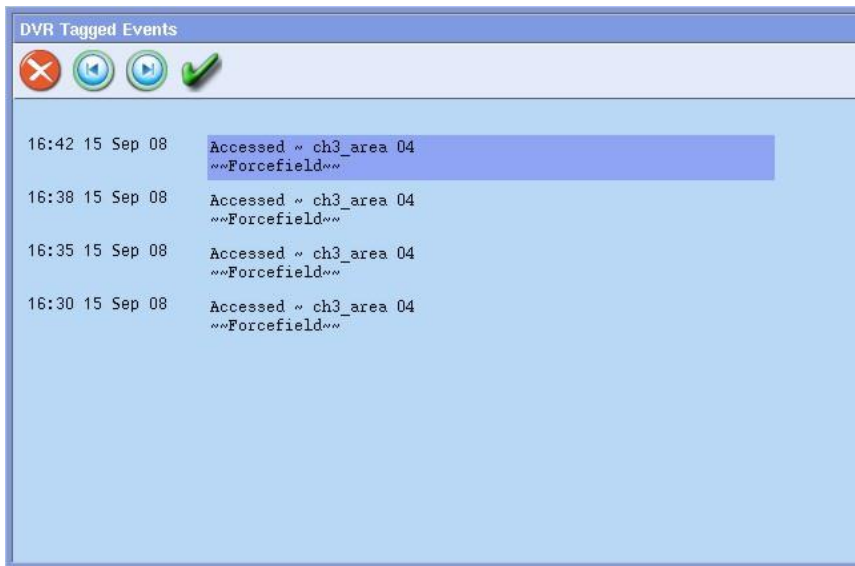 DVR Tagged Events
16:42 15 Sep 08 Accessed ~ ch3_area 04
~~Forcefield~~
16:38 15 Sep 08 Accessed ~ ch3_area 04
~~Forcefield~~
16:35 15 Sep 08 Accessed ~ ch3_area 04
~~Forcefield~~
16:30 15 Sep 08 Accessed ~ ch3_area 04
~~Forcefield~~